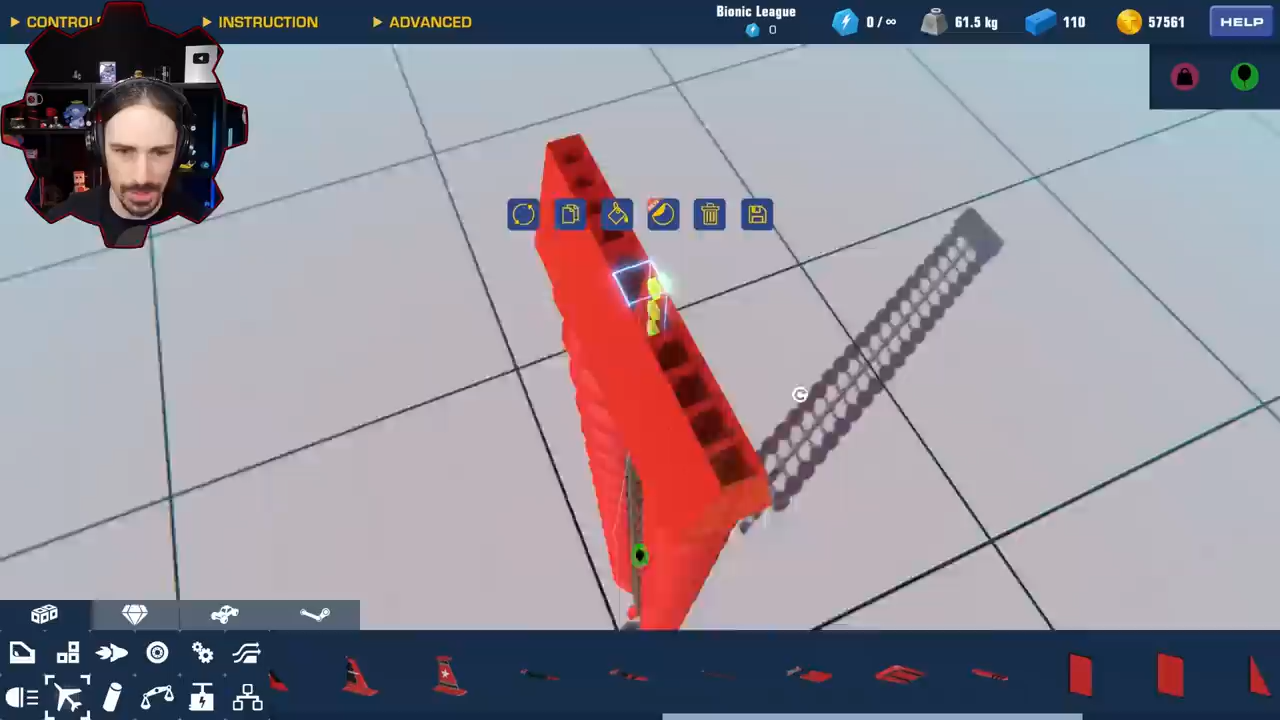 CONTROL
INSTRUCTION
ADVANCED
Bionic League
0
0 / ∞
61.5 kg
110
57561
HELP